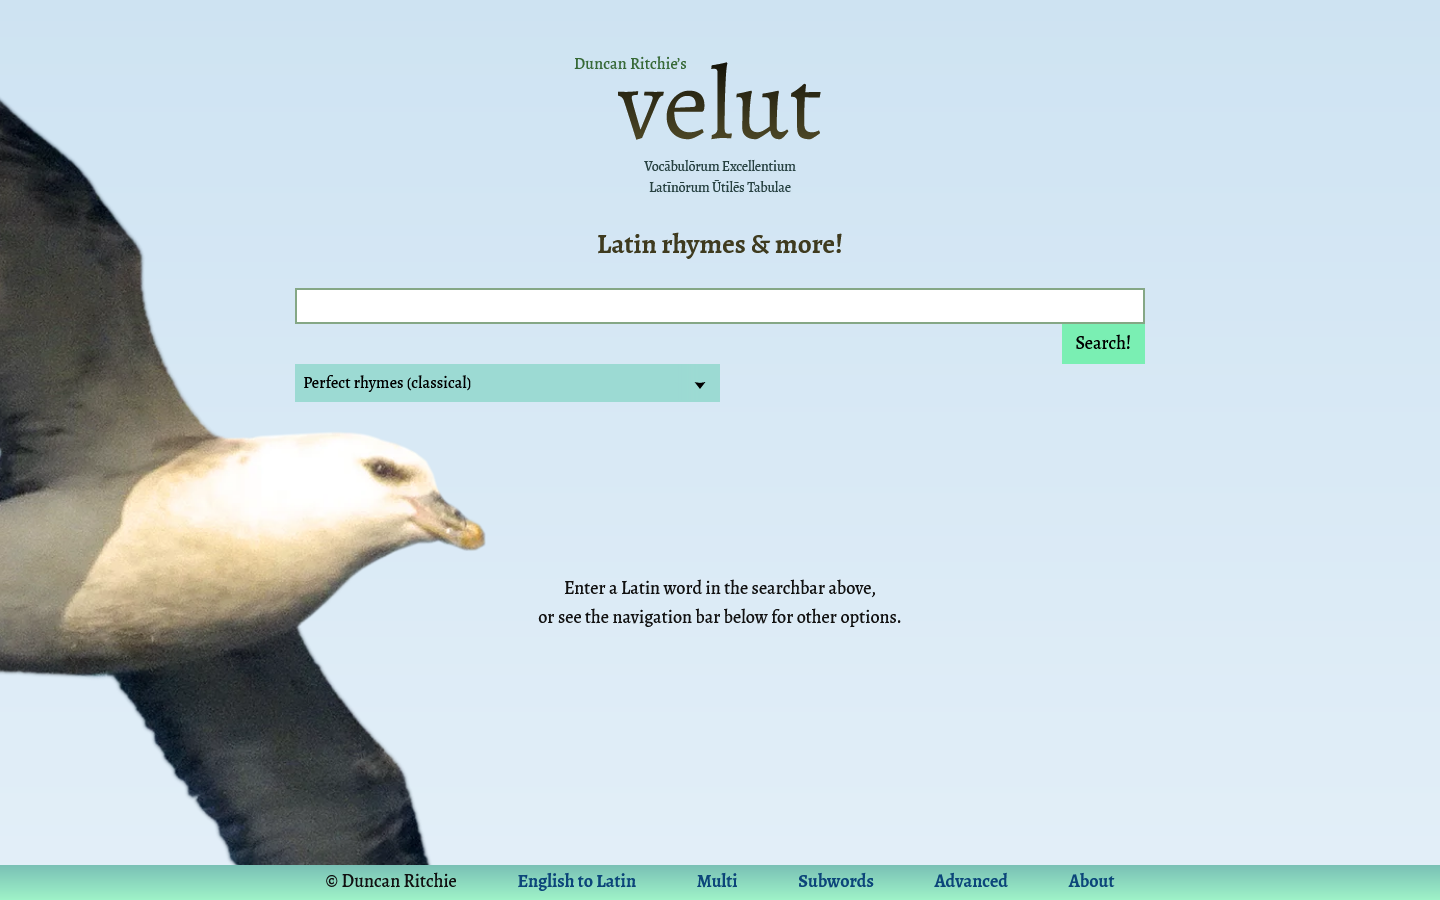 Duncan Ritchie's
velut
Vocābulōrum Excellentium
Latīnōrum Ūtilēs Tabulae
Latin rhymes & more!
Search!
Perfect rhymes (classical)
Enter a Latin word in the searchbar above,
or see the navigation bar below for other options.
© Duncan Ritchie English to Latin Multi Subwords Advanced About